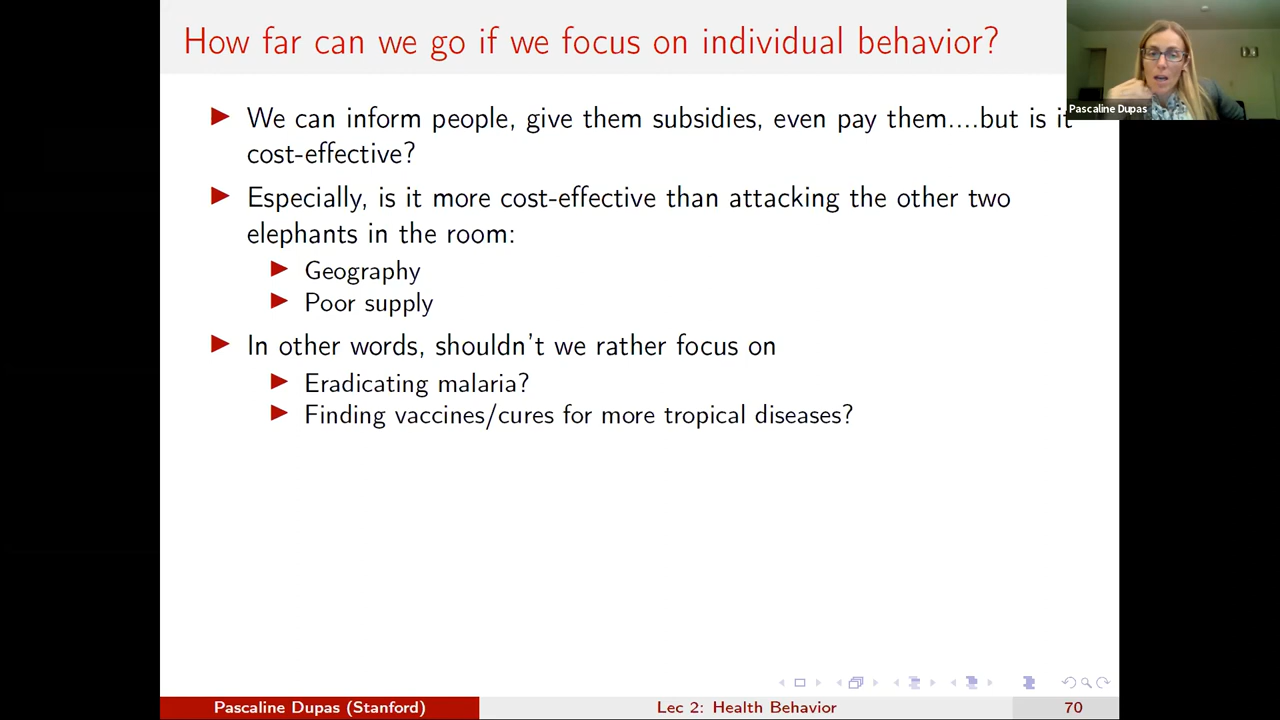 How far can we go if we focus on individual behavior?
Pascaline Dupas
We can inform people, give them subsidies, even pay them....but is it
cost-effective?
Especially, is it more cost-effective than attacking the other two
elephants in the room:
Geography
Poor supply
In other words, shouldn't we rather focus on
Eradicating malaria?
Finding vaccines/cures for more tropical diseases?
Pascaline Dupas (Stanford)
Lec 2: Health Behavior
70